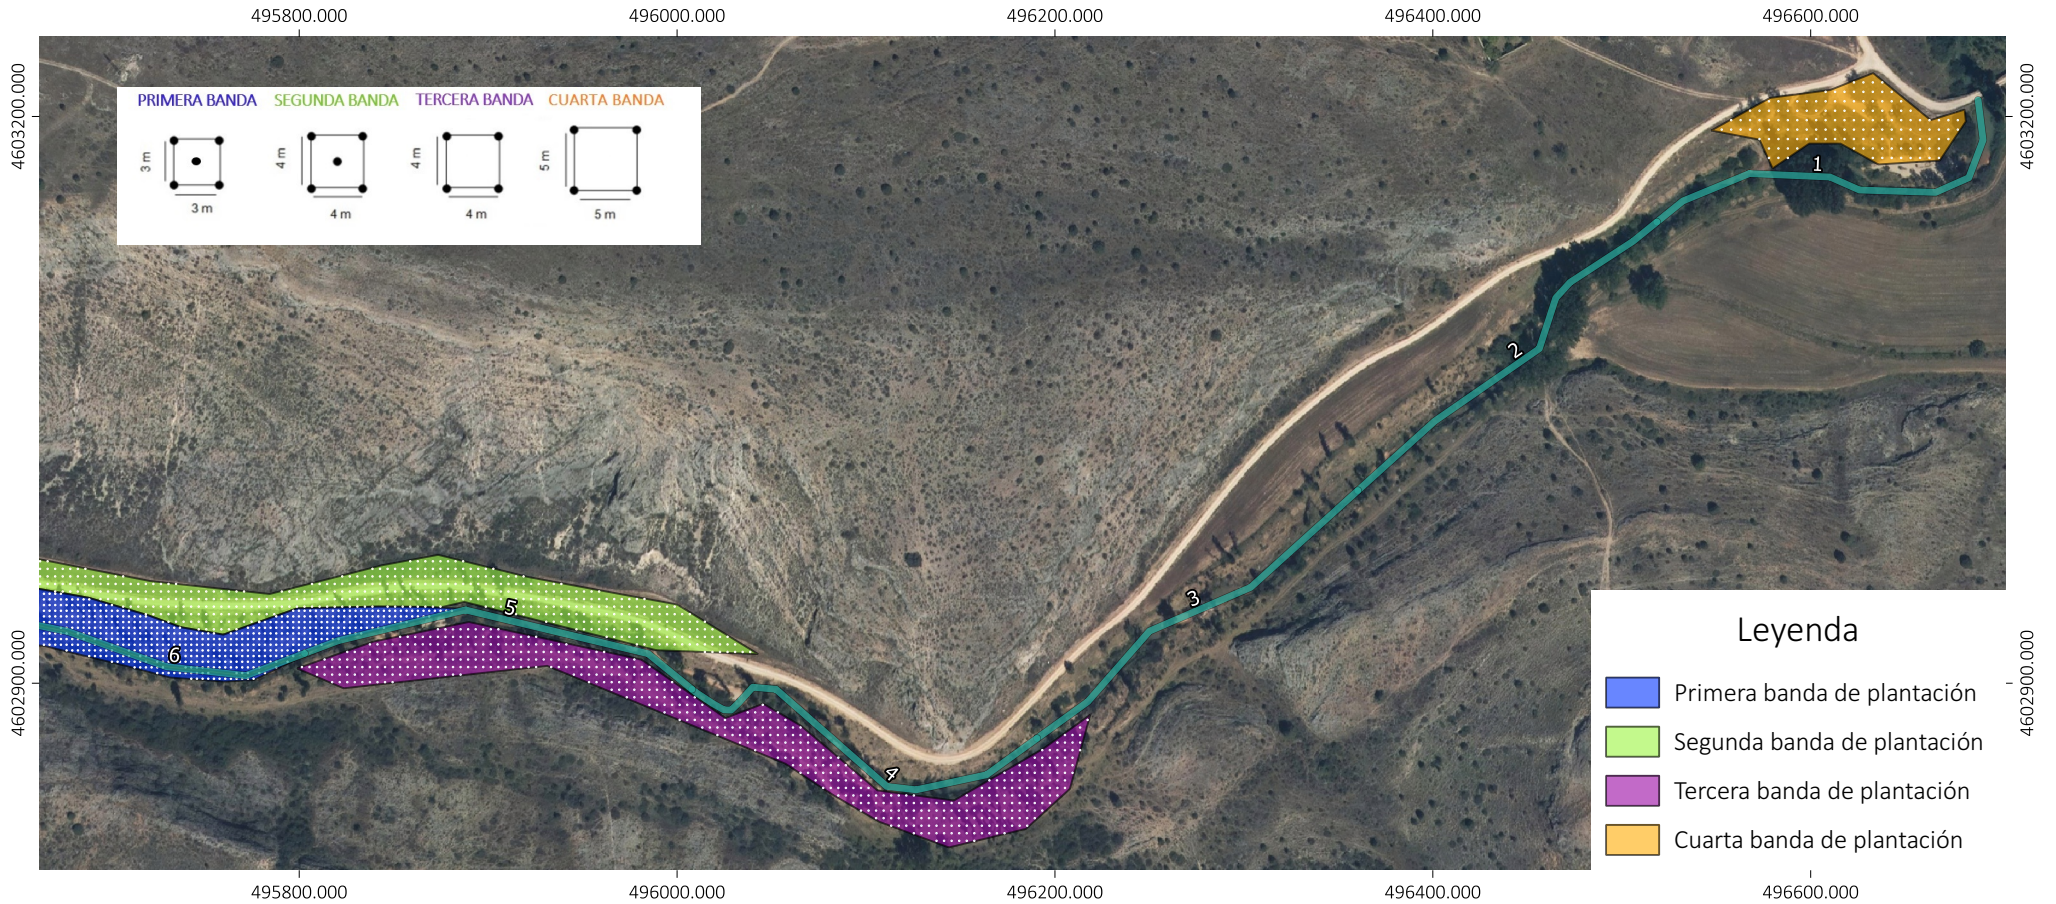 495800.000 496000.000 496200.000 496400.000 496600.000
4603200.000
4603200.000
PRIMERA BANDA SEGUNDA BANDA TERCERA BANDA CUARTA BANDA
3 m 4 m 4 m 5 m
3 m 4 m 4 m 5 m
1
2
3
4
5
6
4602900.000
4602900.000
Leyenda
Primera banda de plantación
Segunda banda de plantación
Tercera banda de plantación
Cuarta banda de plantación
495800.000 496000.000 496200.000 496400.000 496600.000